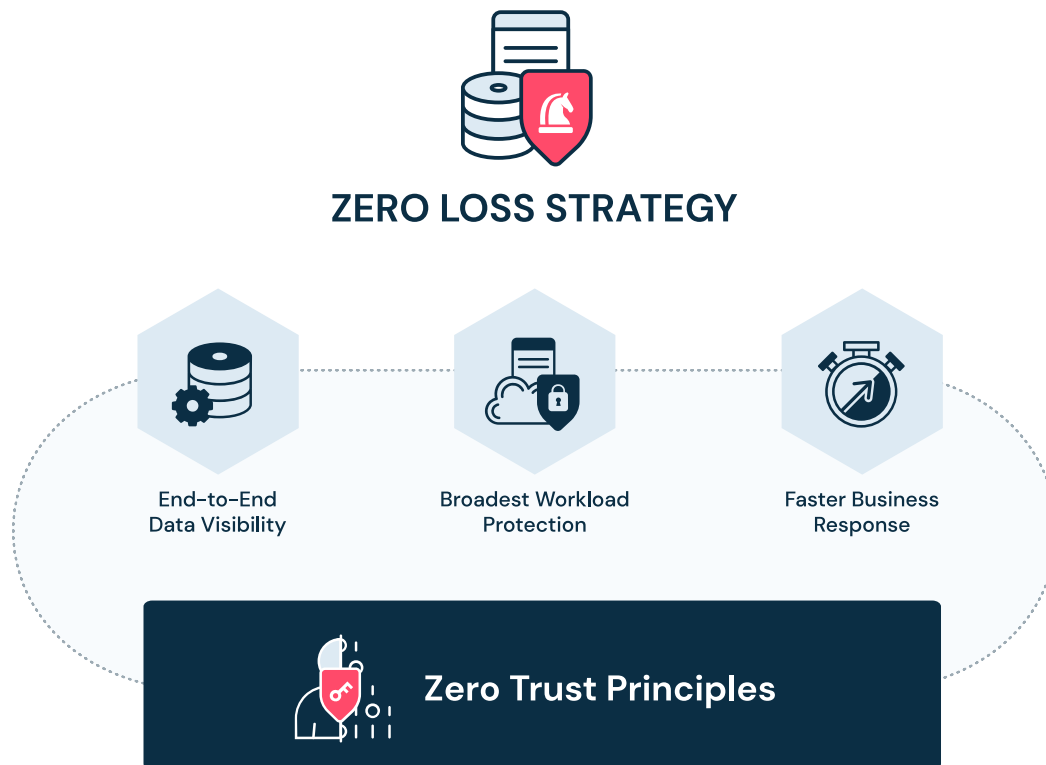 ZERO LOSS STRATEGY
End-to-End
Data Visibility
Broadest Workload
Protection
Faster Business
Response
Zero Trust Principles